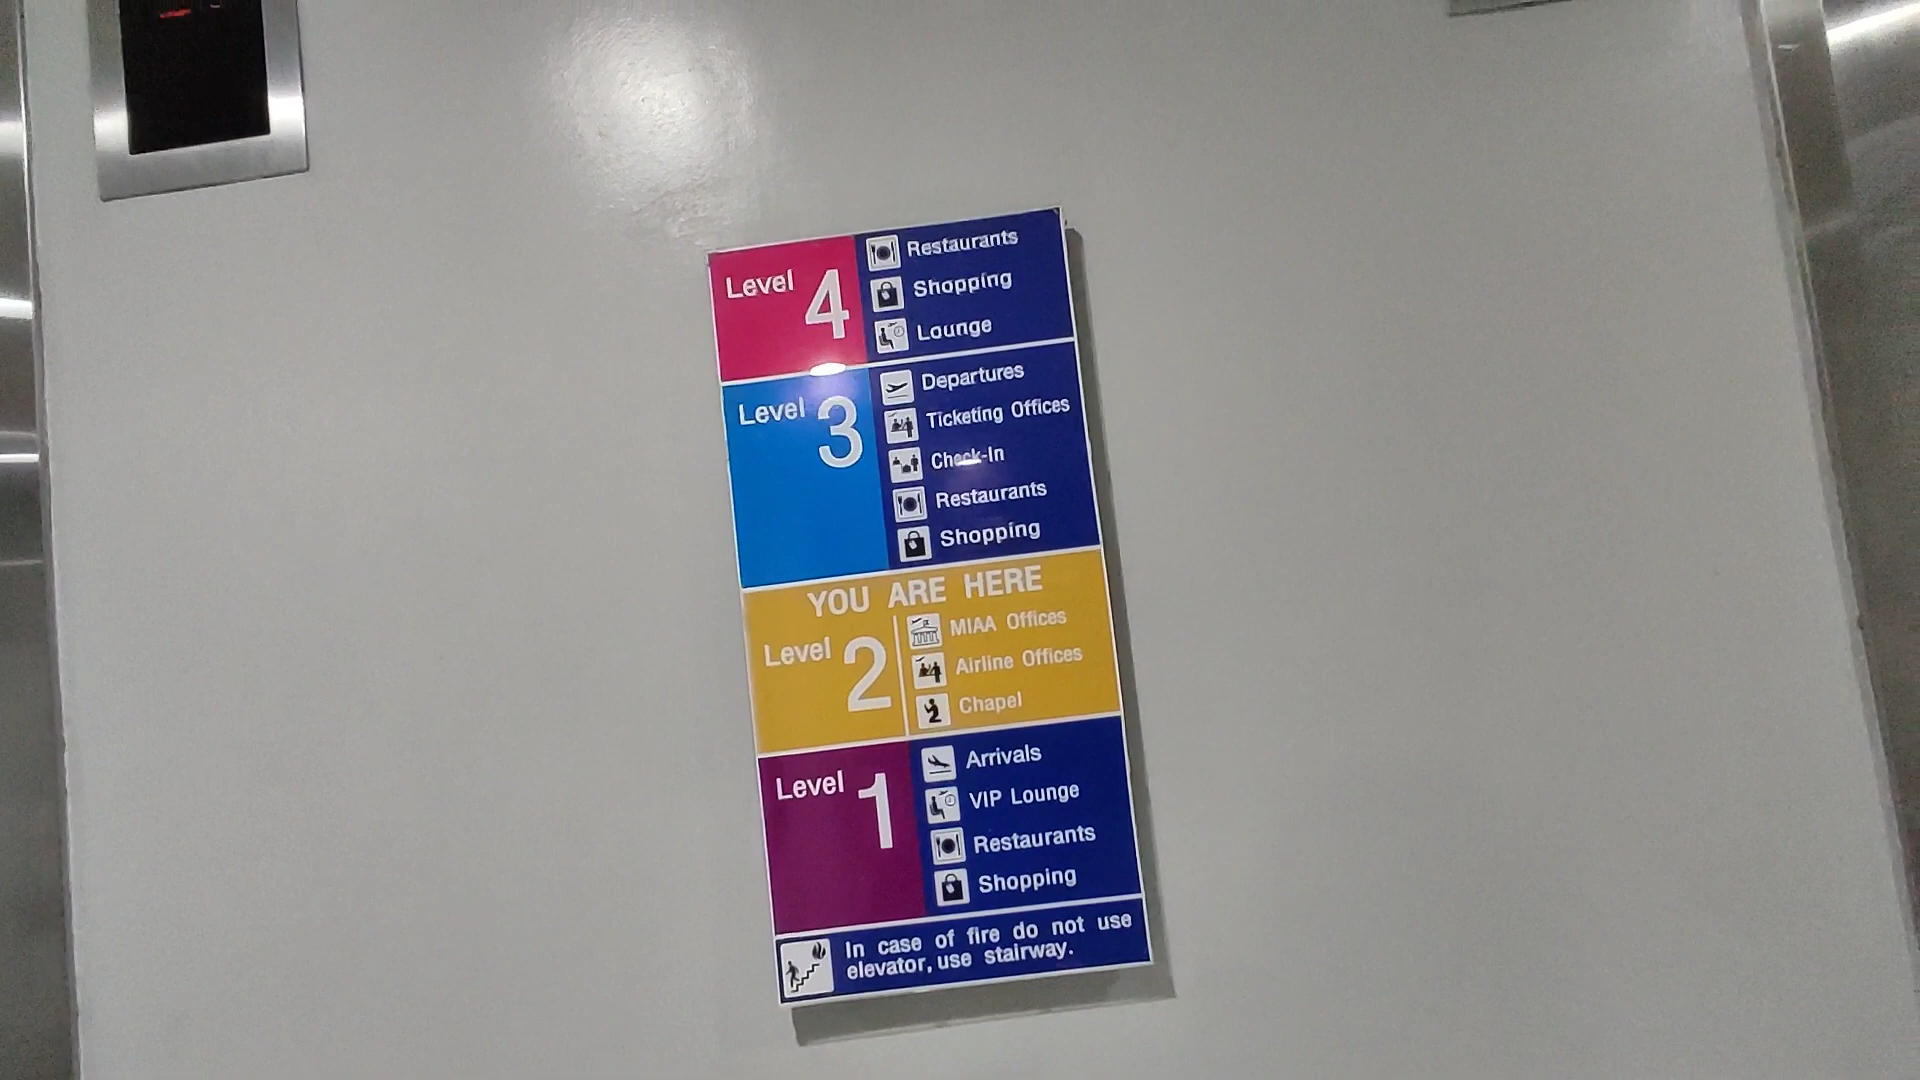 Level 4
Restaurants
Shopping
Lounge
Level 3
Departures
Ticketing Offices
Check-In
Restaurants
Shopping
YOU ARE HERE
Level 2
MIAA Offices
Airline Offices
Chapel
Level 1
Arrivals
VIP Lounge
Restaurants
Shopping
In case of fire do not use
elevator, use stairway.